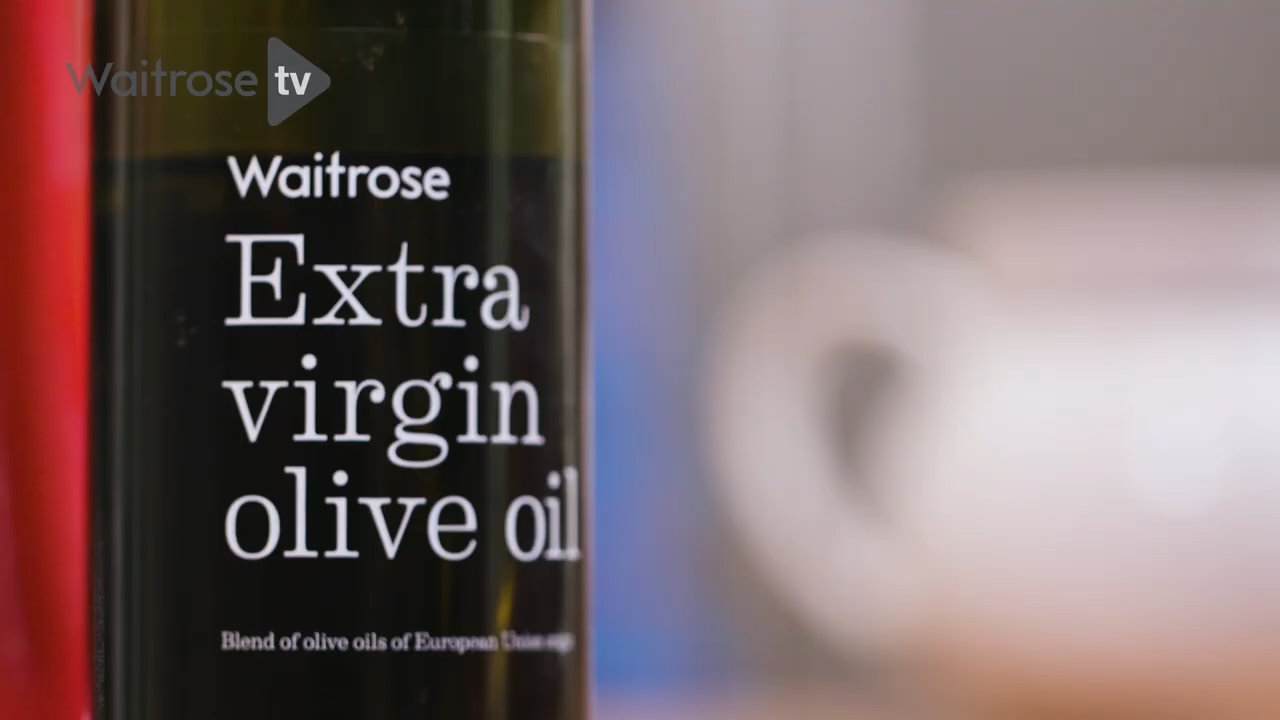 Waitrose tv
Waitrose
Extra
virgin
olive oil
Blend of olive oils of European